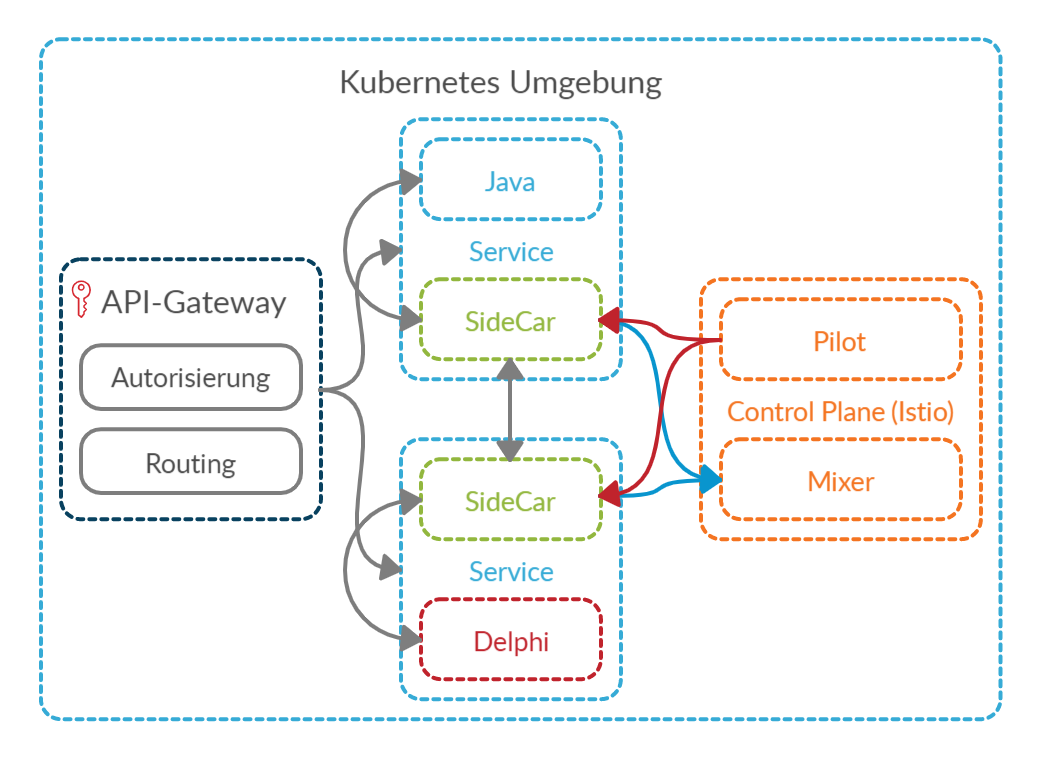 Kubernetes Umgebung
API-Gateway
Autorisierung
Routing
Java
Service
SideCar
SideCar
Service
Delphi
Pilot
Control Plane (Istio)
Mixer